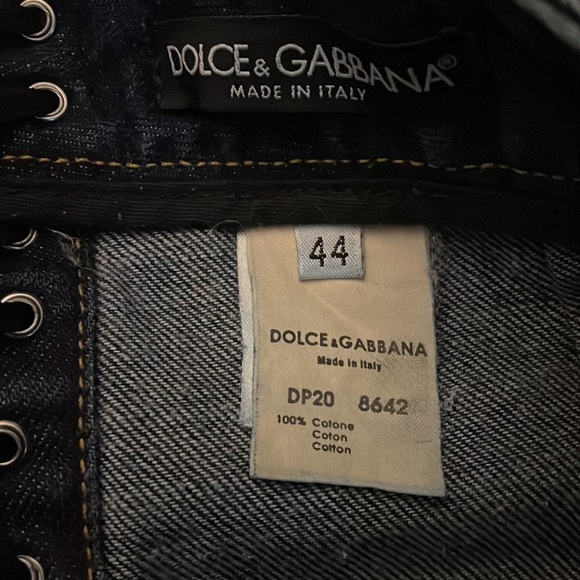 DOLCE & GABBANA®
MADE IN ITALY
44
DOLCE&GABBANA
Made in Italy
DP20 8642
100% Cotone
Coton
Cotton